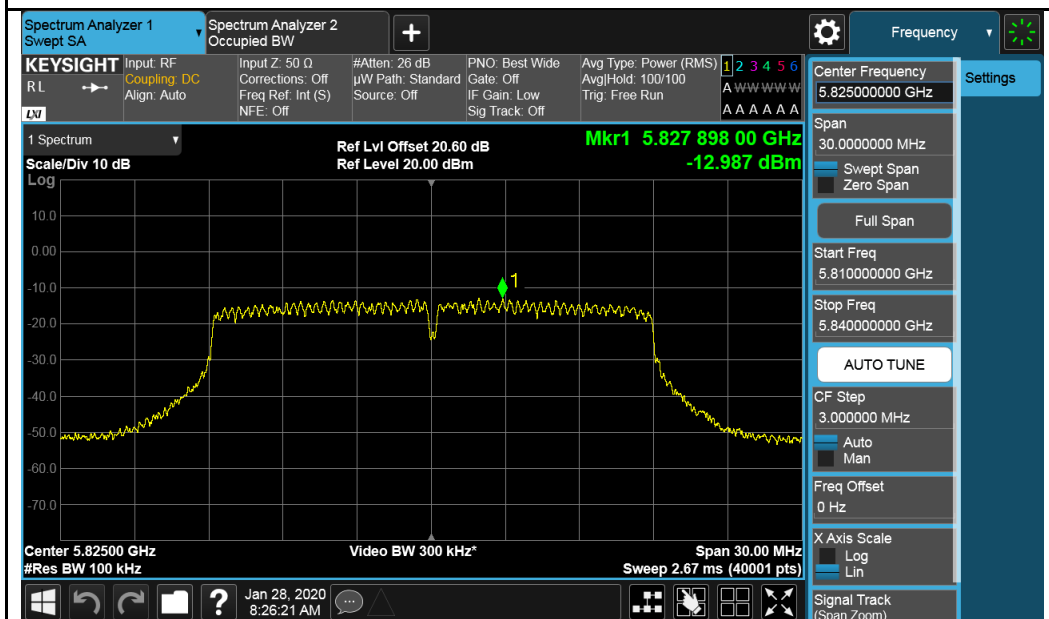 Spectrum Analyzer 1
Swept SA
Spectrum Analyzer 2
Occupied BW
Frequency
KEYSIGHT
RL
LXI
Input: RF
Coupling: DC
Align: Auto
Input Z: 50 Ω
Corrections: Off
Freq Ref: Int (S)
NFE: Off
#Atten: 26 dB
µW Path: Standard
Source: Off
PNO: Best Wide
Gate: Off
IF Gain: Low
Sig Track: Off
Avg Type: Power (RMS)
Avg|Hold: 100/100
Trig: Free Run
1 2 3 4 5 6
A W W W W W
A A A A A A
1 Spectrum
Scale/Div 10 dB
Ref Lvl Offset 20.60 dB
Ref Level 20.00 dBm
Mkr1 5.827 898 00 GHz
-12.987 dBm
Log
10.0
0.00
-10.0
-20.0
-30.0
-40.0
-50.0
-60.0
-70.0
1
Center 5.82500 GHz
#Res BW 100 kHz
Video BW 300 kHz*
Span 30.00 MHz
Sweep 2.67 ms (40001 pts)
Jan 28, 2020
8:26:21 AM
Center Frequency
5.825000000 GHz
Settings
Span
30.0000000 MHz
Swept Span
Zero Span
Full Span
Start Freq
5.810000000 GHz
Stop Freq
5.840000000 GHz
AUTO TUNE
CF Step
3.000000 MHz
Auto
Man
Freq Offset
0 Hz
X Axis Scale
Log
Lin
Signal Track
(Span Zoom)